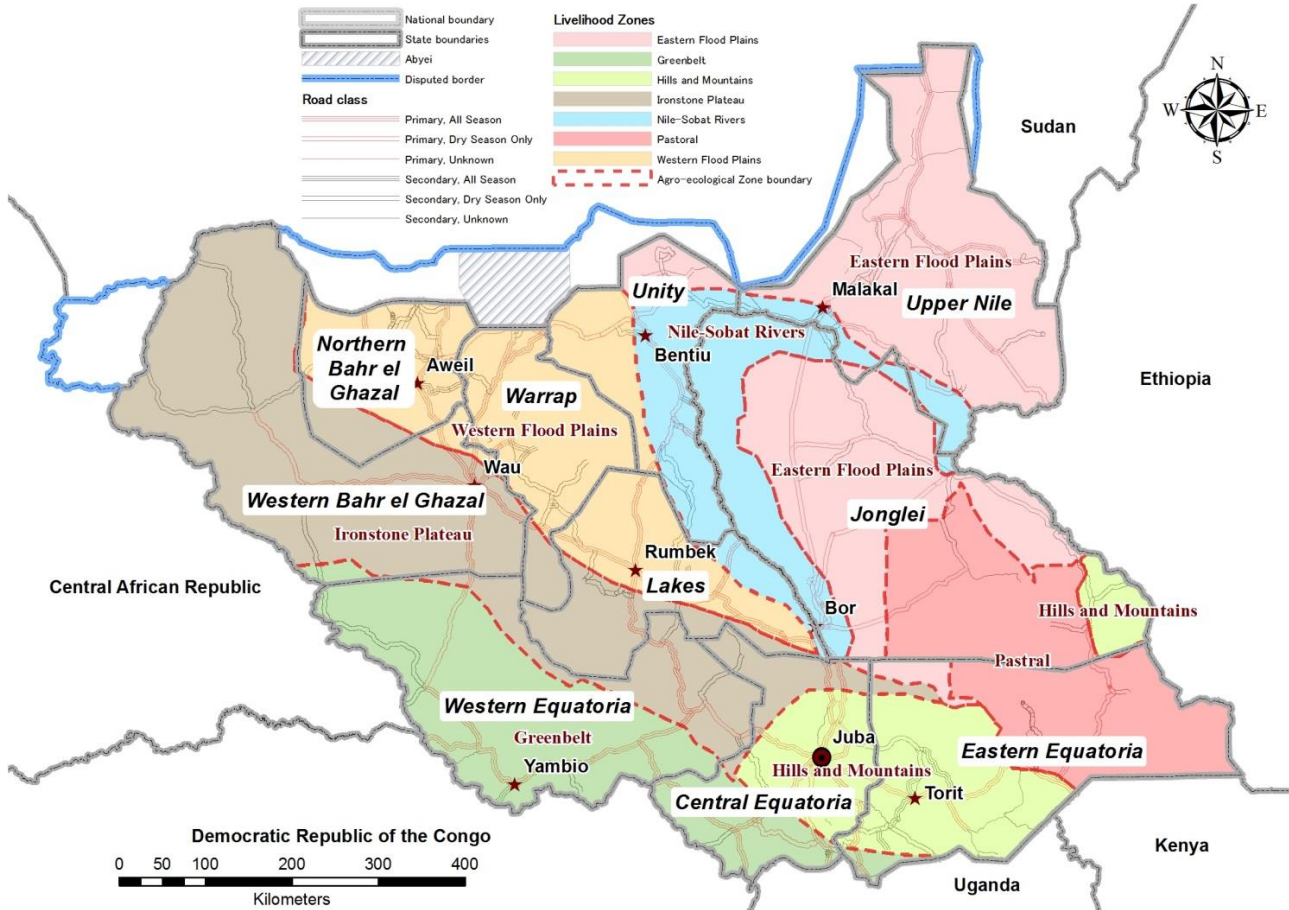 National boundary
State boundaries
Abyei
Disputed border
Road class
Primary, All Season
Primary, Dry Season Only
Primary, Unknown
Secondary, All Season
Secondary, Dry Season Only
Secondary, Unknown
Livelihood Zones
Eastern Flood Plains
Greenbelt
Hills and Mountains
Ironstone Plateau
Nile-Sobat Rivers
Pastoral
Western Flood Plains
Agro-ecological Zone boundary
N
W
E
S
Sudan
Eastern Flood Plains
Malakal
Upper Nile
Unity
Nile-Sobat Rivers
Bentiu
Northern
Bahr el
Ghazal
Aweil
Warrap
Western Flood Plains
Ethiopia
Wau
Western Bahr el Ghazal
Ironstone Plateau
Eastern Flood Plains
Jonglei
Rumbek
Lakes
Central African Republic
Bor
Hills and Mountains
Pastral
Western Equatoria
Greenbelt
Yambio
Juba
Hills and Mountains
Central Equatoria
Torit
Eastern Equatoria
Democratic Republic of the Congo
0 50 100 200 300 400
Kilometers
Kenya
Uganda